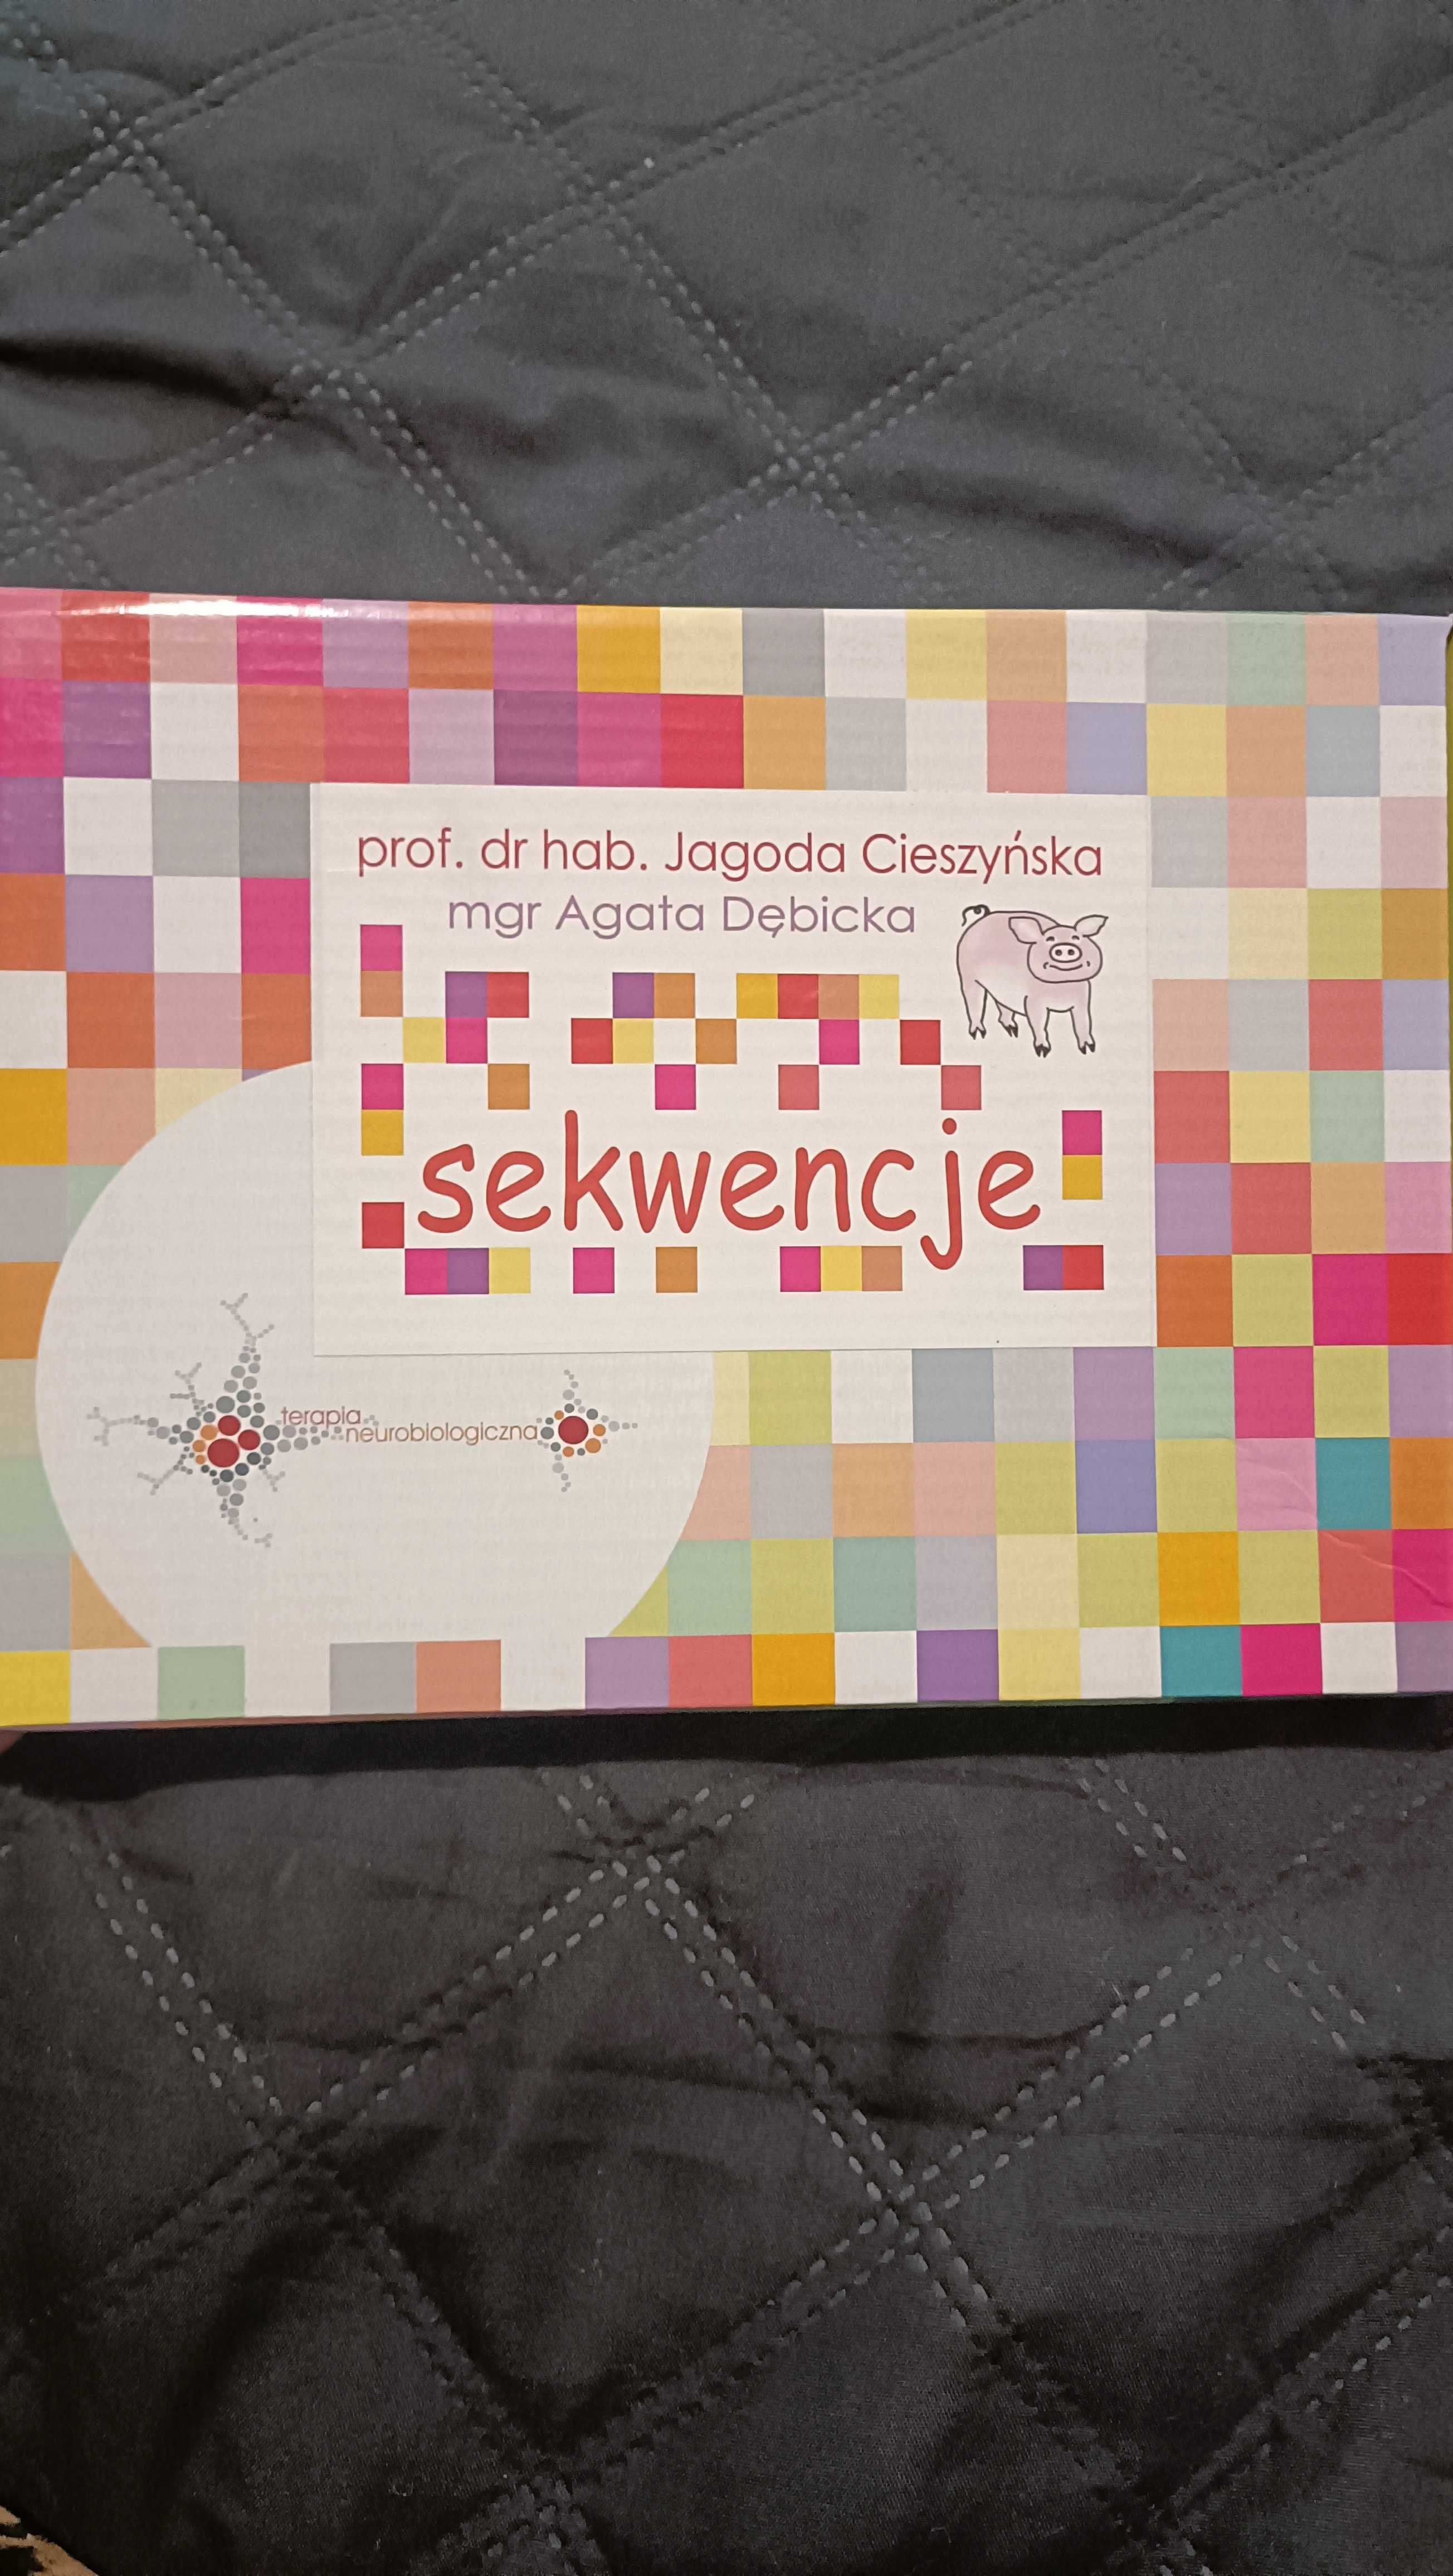 prof. dr hab. Jagoda Cieszyńska
mgr Agata Dębicka
sekwencje
terapia
neurobiologiczna